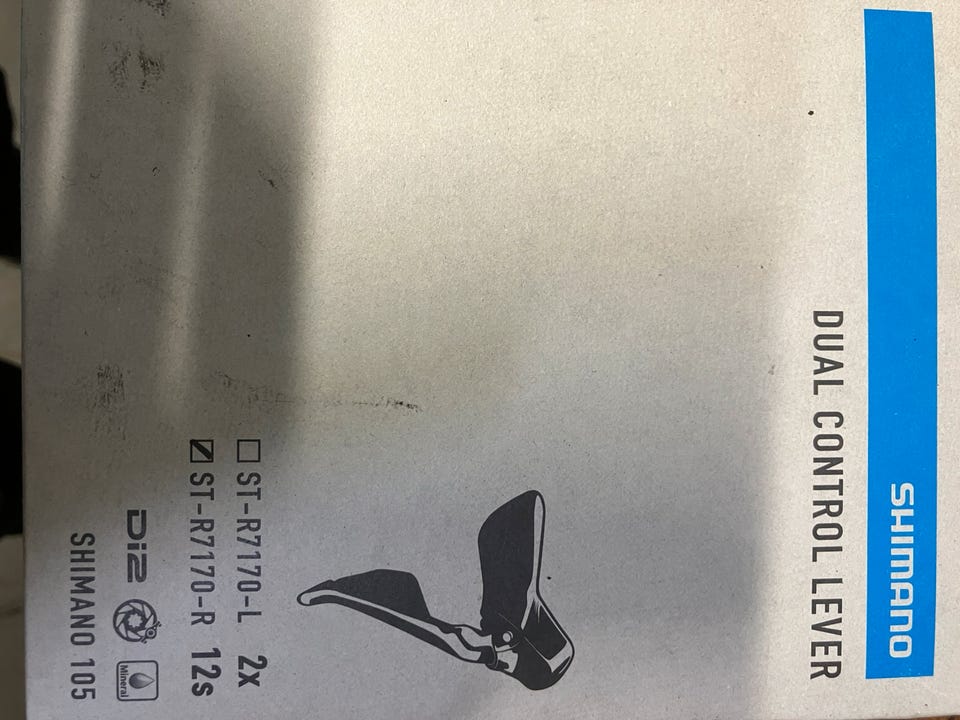 SHIMANO
DUAL CONTROL LEVER
ST-R7170-L 2x
ST-R7170-R 12s
Di2 Mineral
SHIMANO 105